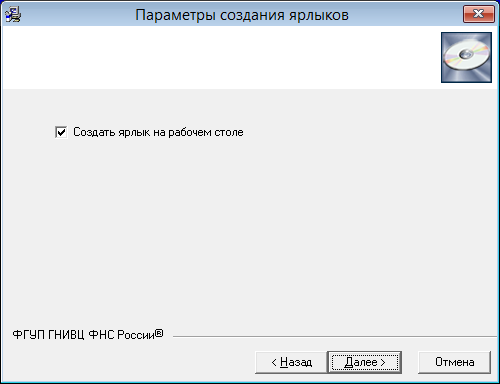 Параметры создания ярлыков
Создать ярлык на рабочем столе
ФГУП ГНИВЦ ФНС России®
< Назад
Далее >
Отмена